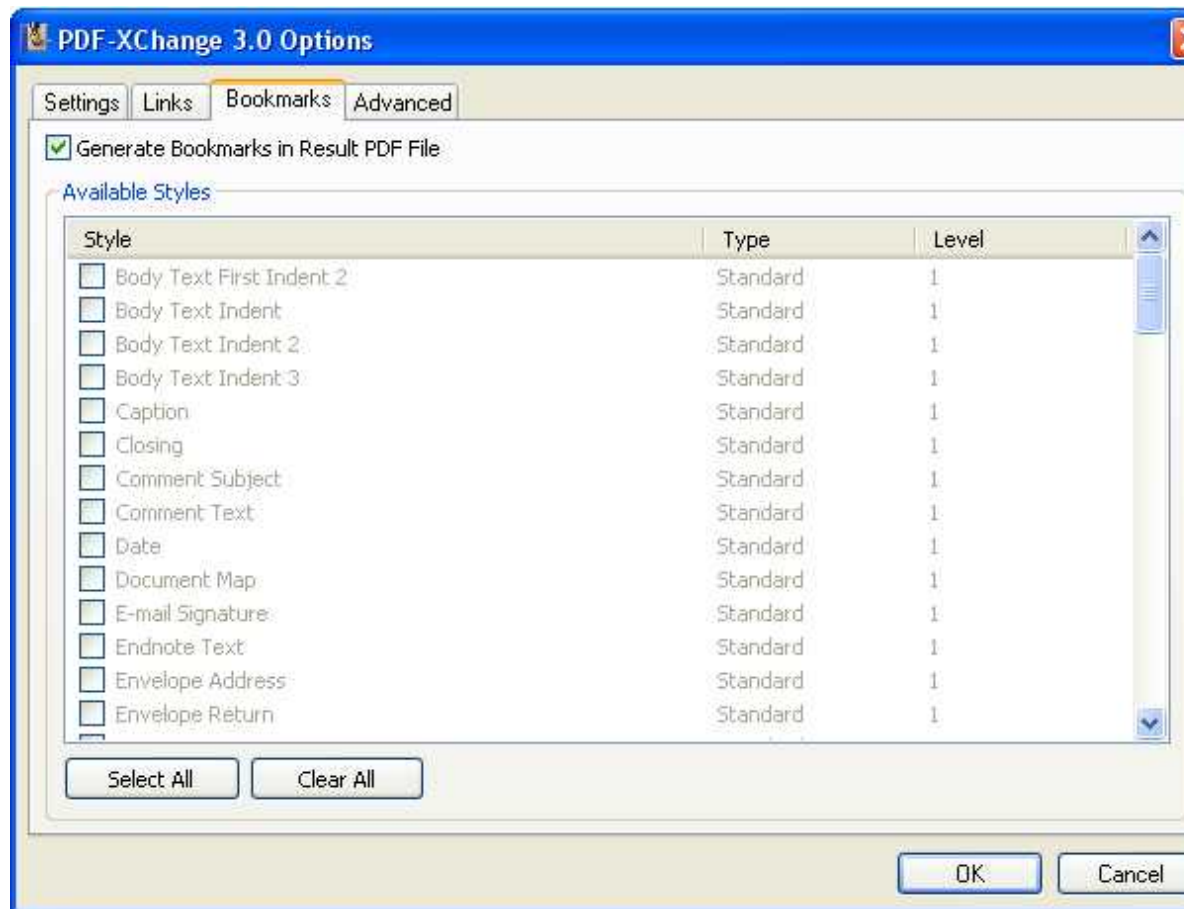 PDF-XChange 3.0 Options
Settings Links Bookmarks Advanced
Generate Bookmarks in Result PDF File
Available Styles
Style Type Level
Body Text First Indent 2 Standard 1
Body Text Indent Standard 1
Body Text Indent 2 Standard 1
Body Text Indent 3 Standard 1
Caption Standard 1
Closing Standard 1
Comment Subject Standard 1
Comment Text Standard 1
Date Standard 1
Document Map Standard 1
E-mail Signature Standard 1
Endnote Text Standard 1
Envelope Address Standard 1
Envelope Return Standard 1
Select All Clear All
OK Cancel